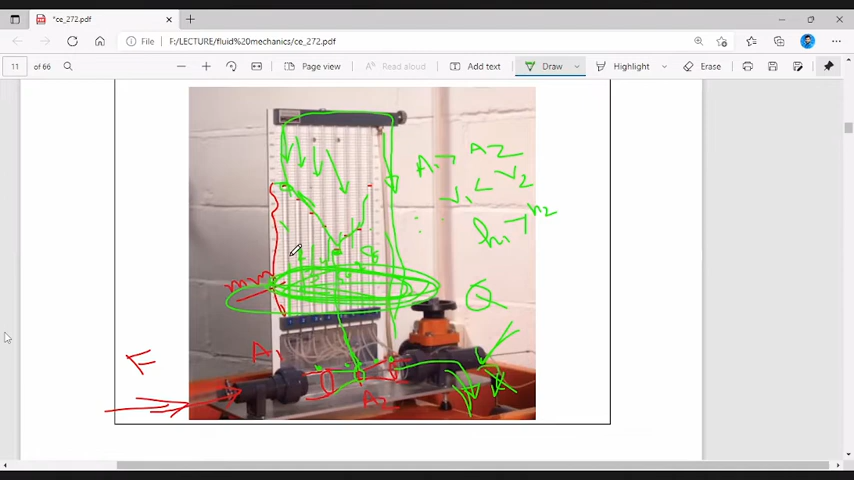 *ce_272.pdf
File F:/LECTURE/fluid%20mechanics/ce_272.pdf
11 of 66 Page view Read aloud Add text Draw Highlight Erase
A1 > A2
V1 < V2
∴ h1 > h2
mm
Q
A1
A2